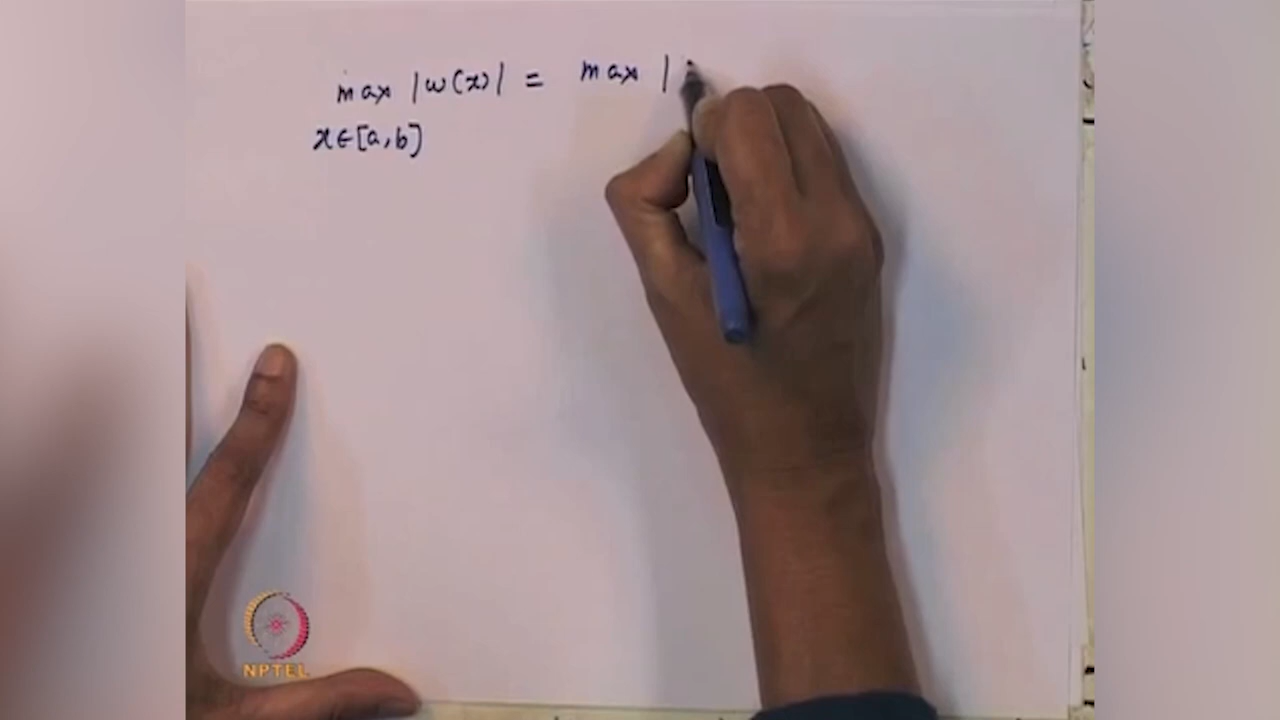 max |w(x)| = max |
x∈[a,b]
NPTEL